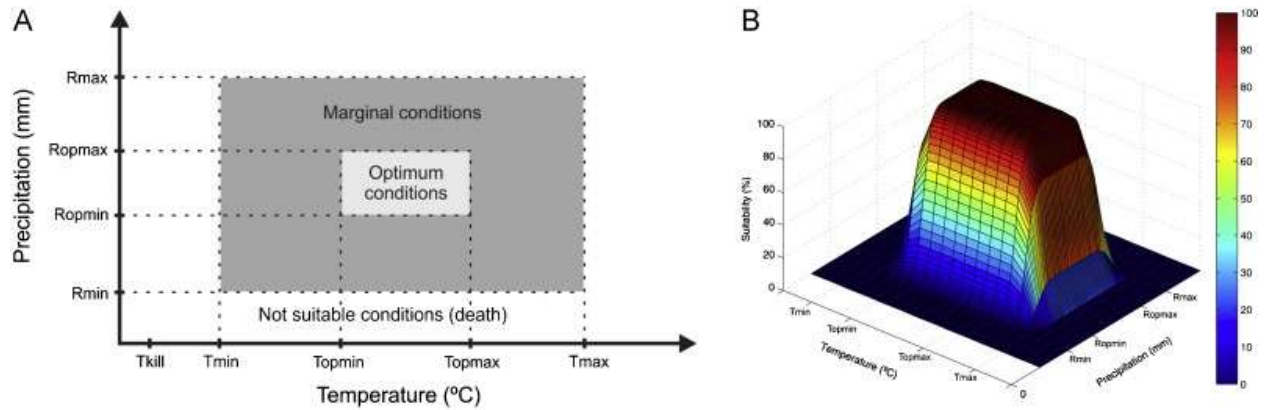 A
Precipitation (mm)
Rmax
Ropmax
Ropmin
Rmin
Marginal conditions
Optimum
conditions
Not suitable conditions (death)
Tkill
Tmin
Topmin
Topmax
Tmax
Temperature (ºC)
B
Suitability (%)
100
80
60
40
20
0
Tmin
Topmin
Topmax
Tmax
Temperature (ºC)
0
Rmin
Ropmin
Ropmax
Rmax
Precipitation (mm)
100
90
80
70
60
50
40
30
20
10
0